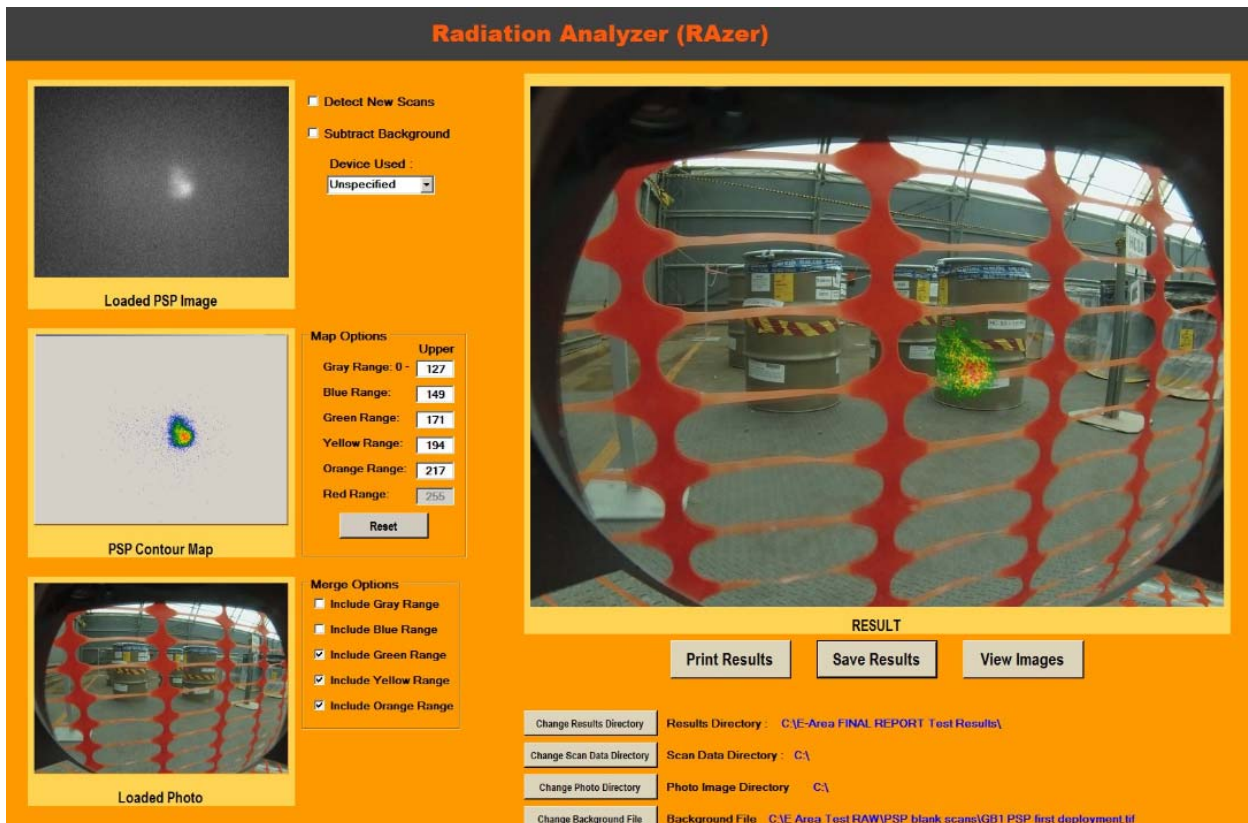 Radiation Analyzer (RAzer)
Detect New Scans
Subtract Background
Device Used :
Unspecified
Loaded PSP Image
Map Options
Upper
Gray Range: 0 - 127
Blue Range: 149
Green Range: 171
Yellow Range: 194
Orange Range: 217
Red Range: 255
Reset
PSP Contour Map
Merge Options
Include Gray Range
Include Blue Range
Include Green Range
Include Yellow Range
Include Orange Range
Loaded Photo
RESULT
Print Results Save Results View Images
Change Results Directory Results Directory : C:\E-Area FINAL REPORT Test Results\
Change Scan Data Directory Scan Data Directory : C:\
Change Photo Directory Photo Image Directory C:\
Change Background File Background File C:\E Area Test RAW\PSP blank scans\GB1 PSP first deployment.tif